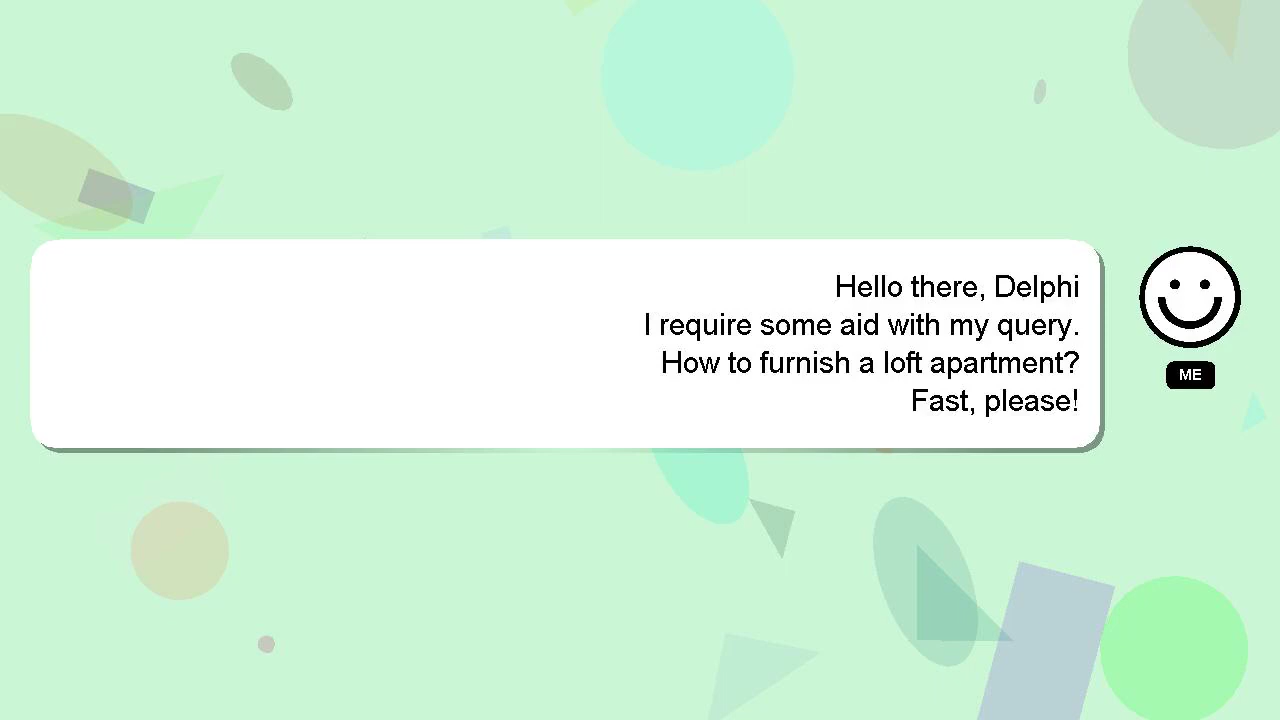 Hello there, Delphi
I require some aid with my query.
How to furnish a loft apartment?
Fast, please!
ME